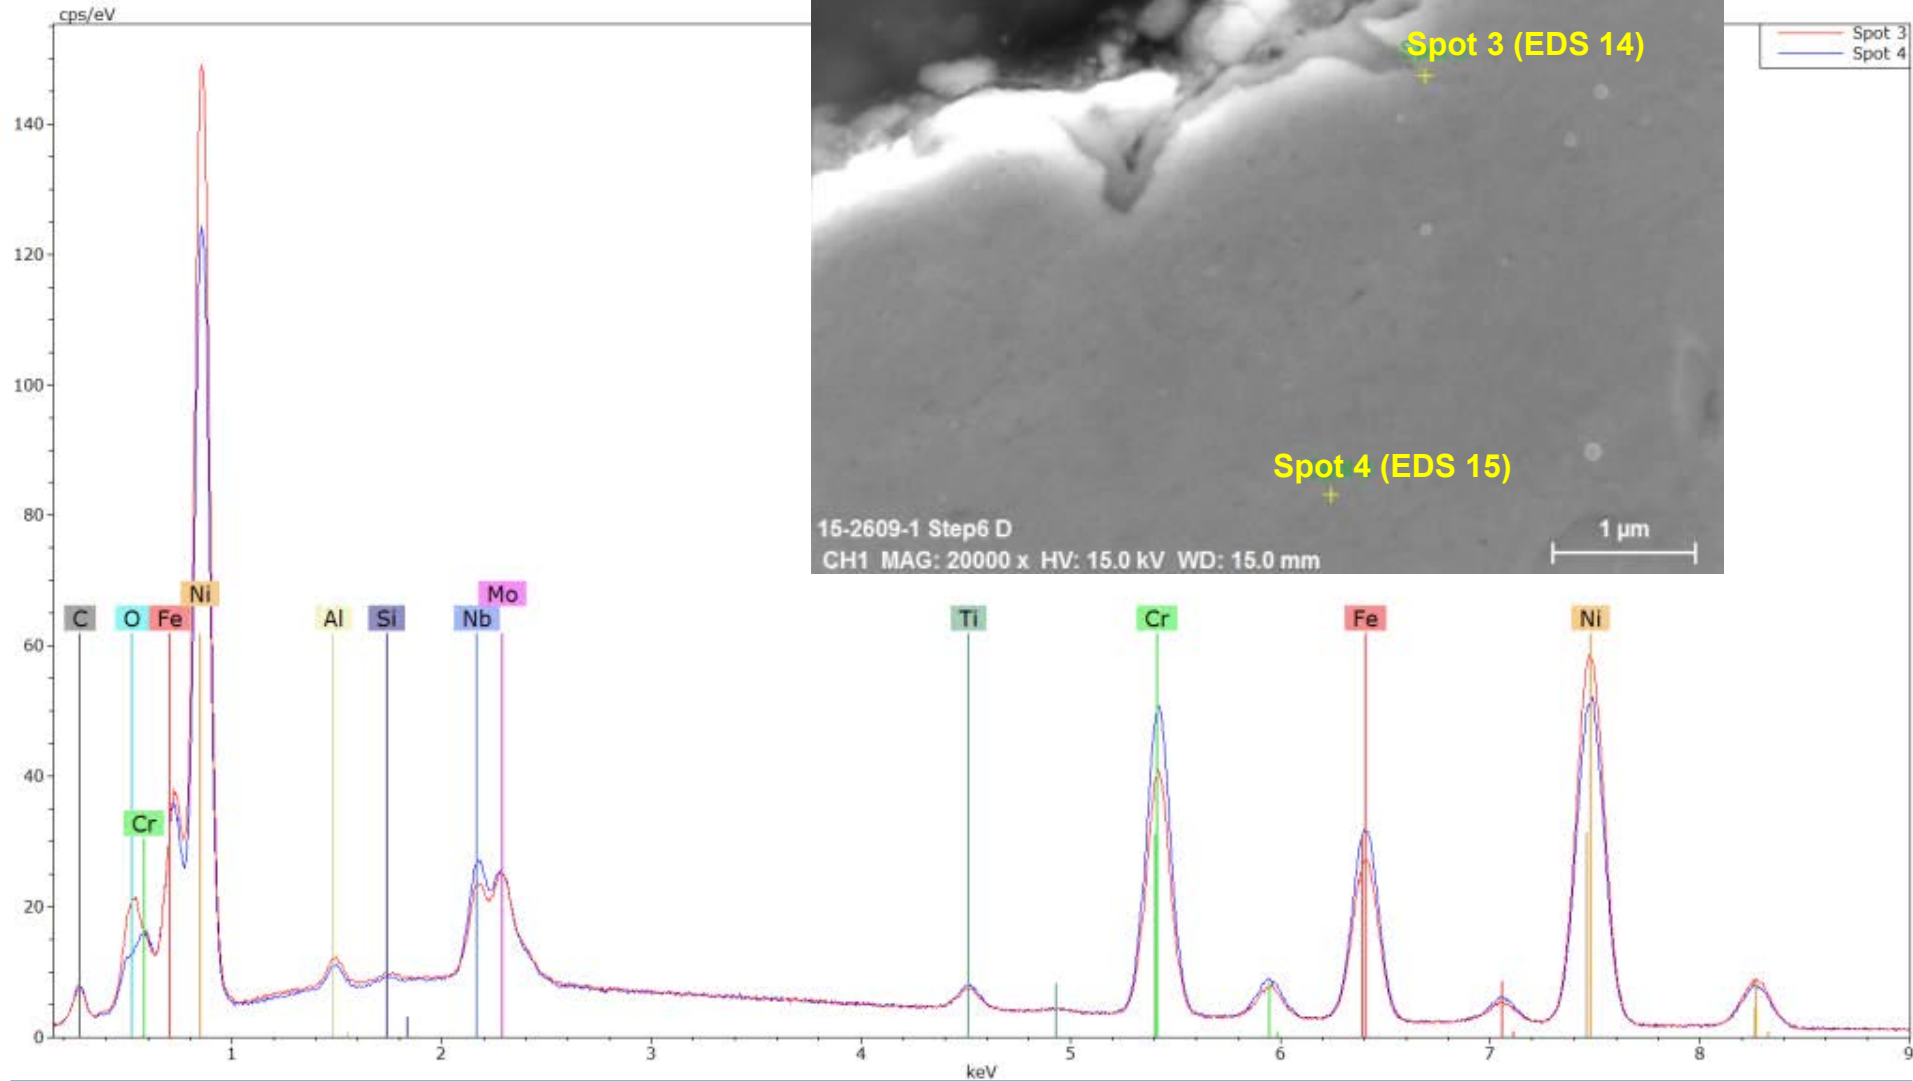 cps/eV
Spot 3
Spot 4
Spot 3 (EDS 14)
Spot 4 (EDS 15)
15-2609-1 Step6 D
CH1 MAG: 20000 x HV: 15.0 kV WD: 15.0 mm
1 µm
140
120
100
80
60
40
20
0
C
O
Fe
Ni
Cr
Al
Si
Nb
Mo
Ti
Cr
Fe
Ni
1
2
3
4
5
6
7
8
9
keV